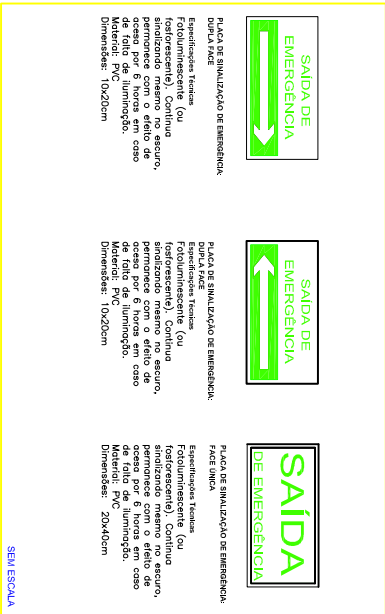 SAÍDA DE
EMERGÊNCIA
PLACA DE SINALIZAÇÃO DE EMERGÊNCIA:
DUPLA FACE
Especificações Técnicas
Fotoluminescente (ou
fosforescente). Continua
sinalizando mesmo no escuro,
permanece com o efeito de
acesa por 6 horas em caso
de falta de iluminação.
Material: PVC
Dimensões: 10x20cm
SAÍDA DE
EMERGÊNCIA
PLACA DE SINALIZAÇÃO DE EMERGÊNCIA:
DUPLA FACE
Especificações Técnicas
Fotoluminescente (ou
fosforescente). Continua
sinalizando mesmo no escuro,
permanece com o efeito de
acesa por 6 horas em caso
de falta de iluminação.
Material: PVC
Dimensões: 10x20cm
SAÍDA
DE EMERGÊNCIA
PLACA DE SINALIZAÇÃO DE EMERGÊNCIA:
FACE ÚNICA
Especificações Técnicas
Fotoluminescente (ou
fosforescente). Continua
sinalizando mesmo no escuro,
permanece com o efeito de
acesa por 6 horas em caso
de falta de iluminação.
Material: PVC
Dimensões: 20x40cm
SEM ESCALA